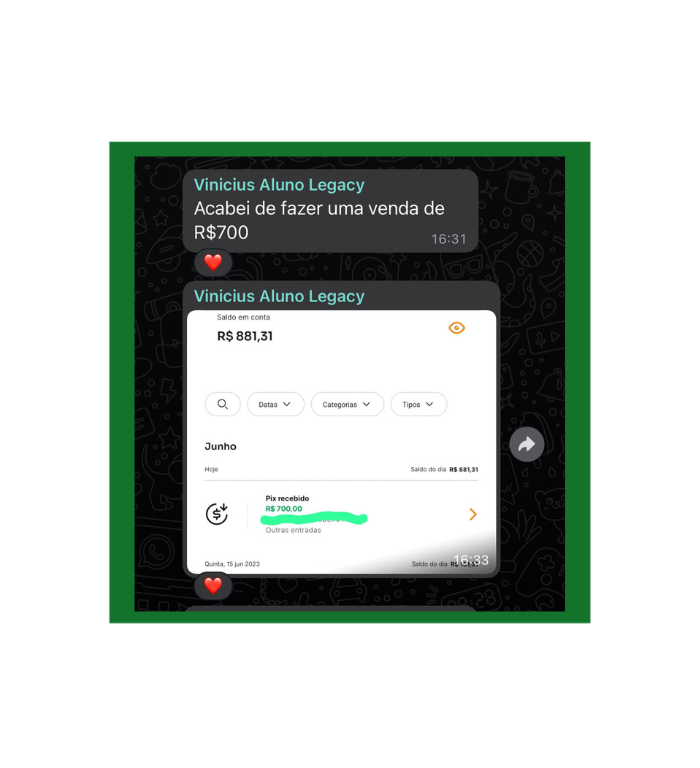 Vinicius Aluno Legacy
Acabei de fazer uma venda de
R$700
16:31
Vinicius Aluno Legacy
Saldo em conta
R$ 881,31
Datas
Categorias
Tipos
Junho
Hoje
Saldo do dia R$ 881,31
Pix recebido
R$ 700,00
Outras entradas
Quinta, 15 jun 2023
Saldo do dia
16:33